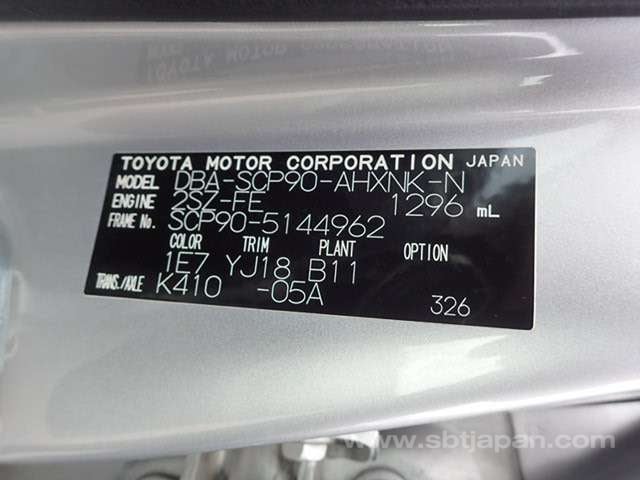 TOYOTA MOTOR CORPORATION JAPAN
MODEL DBA-SCP90-AHXNK-N
ENGINE 2SZ-FE 1296 mL
FRAME No. SCP90-5144962
COLOR TRIM PLANT OPTION
1E7 YJ18 B11
TRANS./AXLE K410 -05A 326
www.sbtjapan.com